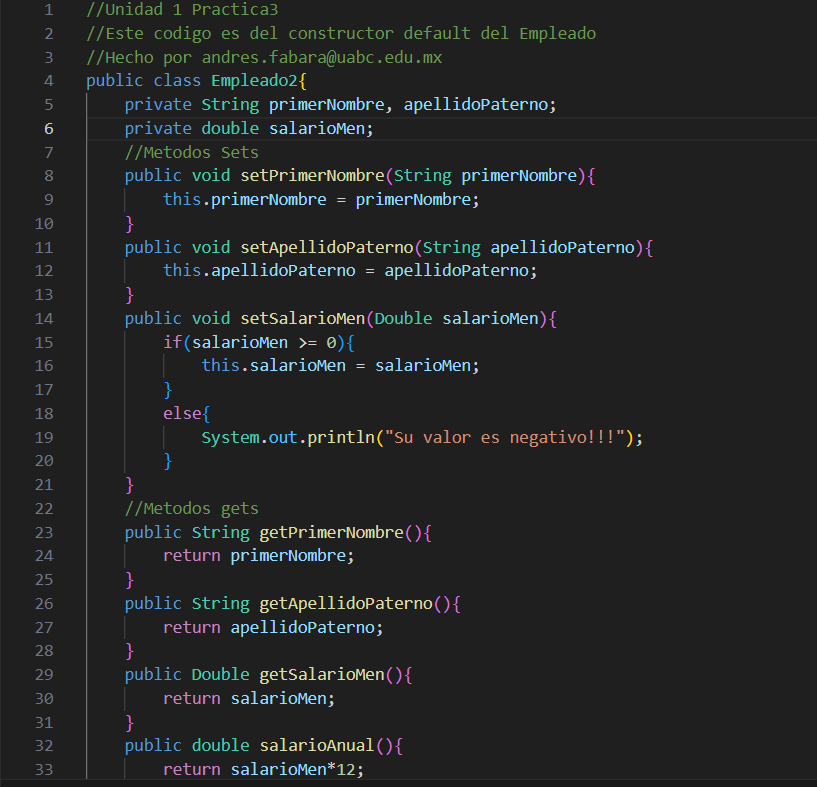 1 //Unidad 1 Practica3
2 //Este codigo es del constructor default del Empleado
3 //Hecho por andres.fabara@uabc.edu.mx
4 public class Empleado2{
5     private String primerNombre, apellidoPaterno;
6     private double salarioMen;
7     //Metodos Sets
8     public void setPrimerNombre(String primerNombre){
9         this.primerNombre = primerNombre;
10     }
11     public void setApellidoPaterno(String apellidoPaterno){
12         this.apellidoPaterno = apellidoPaterno;
13     }
14     public void setSalarioMen(Double salarioMen){
15         if(salarioMen >= 0){
16             this.salarioMen = salarioMen;
17         }
18         else{
19             System.out.println("Su valor es negativo!!!");
20         }
21     }
22     //Metodos gets
23     public String getPrimerNombre(){
24         return primerNombre;
25     }
26     public String getApellidoPaterno(){
27         return apellidoPaterno;
28     }
29     public Double getSalarioMen(){
30         return salarioMen;
31     }
32     public double salarioAnual(){
33         return salarioMen*12;